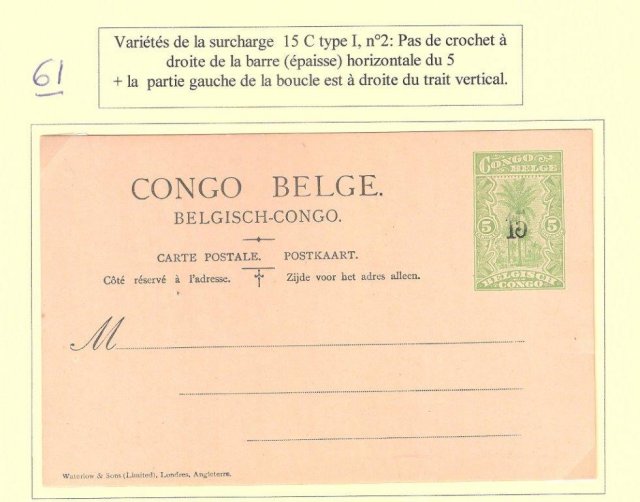 Variétés de la surcharge 15 C type I, n°2: Pas de crochet à
droite de la barre (épaisse) horizontale du 5
+ la partie gauche de la boucle est à droite du trait vertical.
61
CONGO BELGE
5 15 5
BELGISCH
CONGO
CONGO BELGE.
BELGISCH-CONGO.
CARTE POSTALE. POSTKAART.
Côté réservé à l'adresse. Zijde voor het adres alleen.
M
Waterlow & Sons (Limited), Londres, Angleterre.